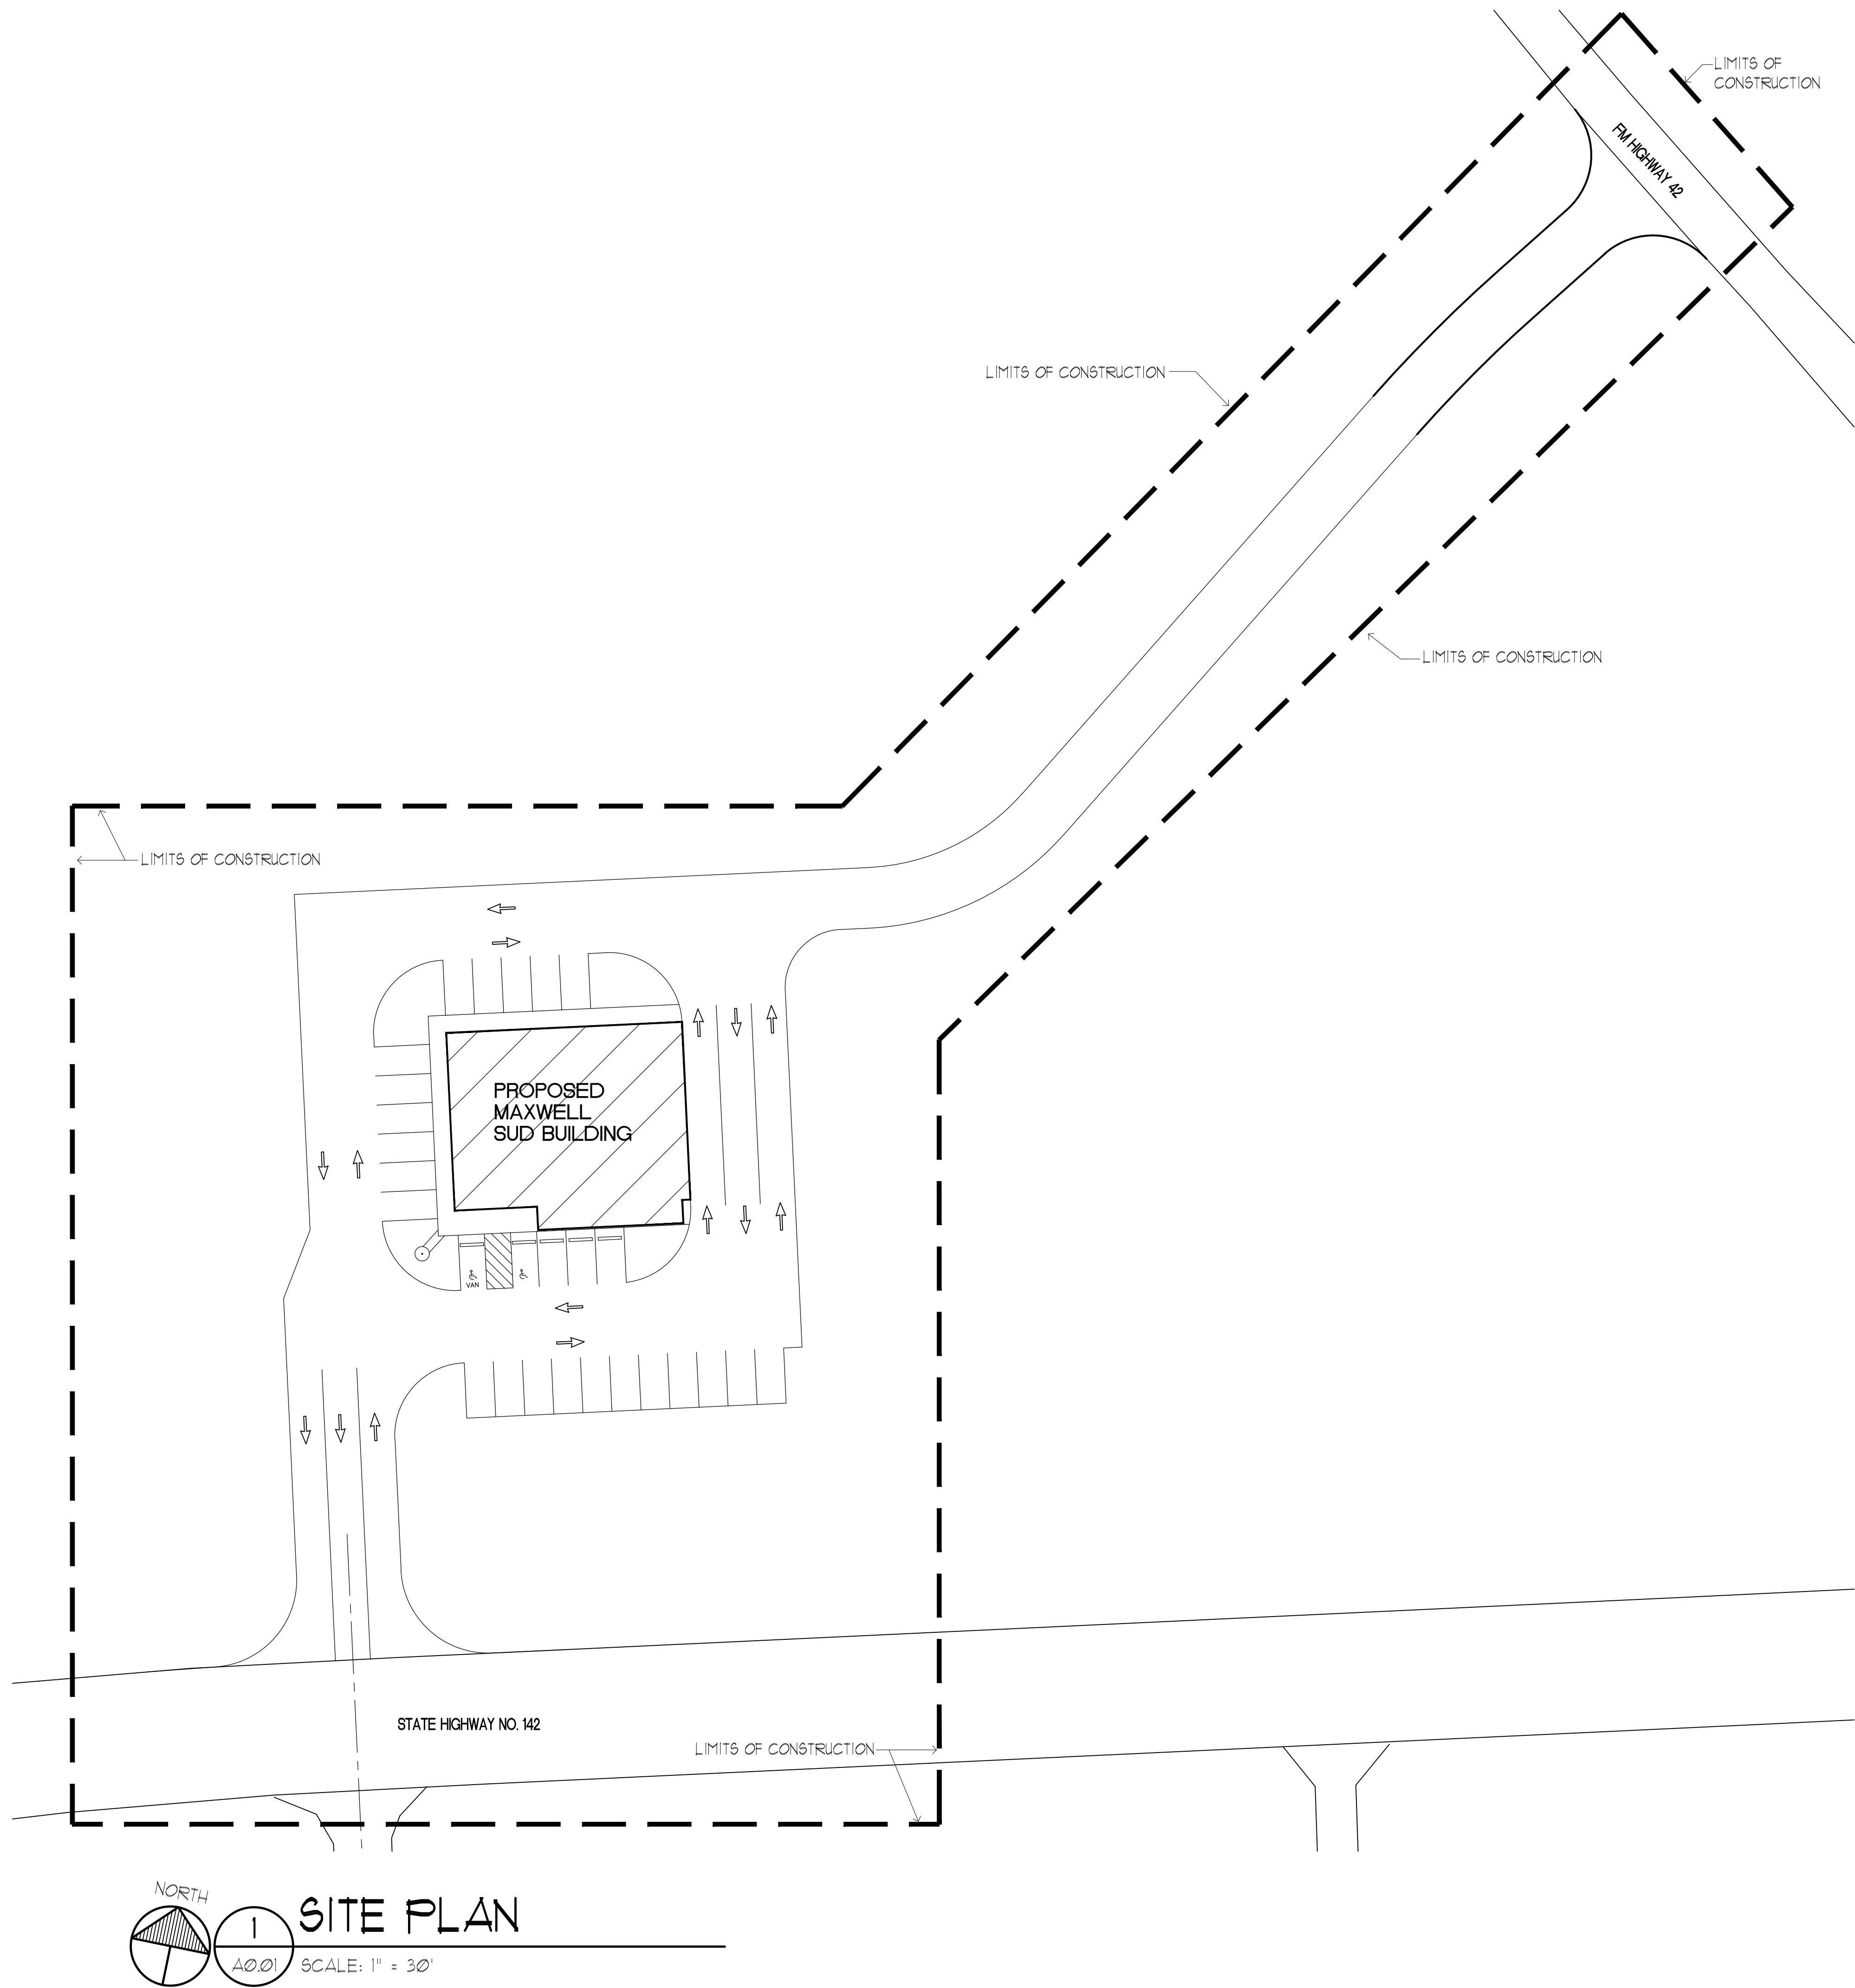 LIMITS OF
CONSTRUCTION
FM HIGHWAY 42
LIMITS OF CONSTRUCTION
LIMITS OF CONSTRUCTION
LIMITS OF CONSTRUCTION
PROPOSED
MAXWELL
SUD BUILDING
VAN
STATE HIGHWAY NO. 142
LIMITS OF CONSTRUCTION
NORTH
1
SITE PLAN
A0.01
SCALE: 1" = 30'